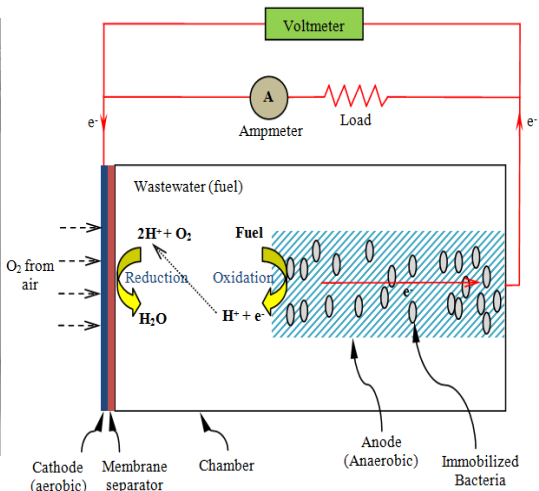 Voltmeter
A
Ampmeter
Load
e-
e-
Wastewater (fuel)
2H+ + O2
Fuel
O2 from
air
Reduction
Oxidation
e-
H2O
H+ + e-
Cathode
(aerobic)
Membrane
separator
Chamber
Anode
(Anaerobic)
Immobilized
Bacteria